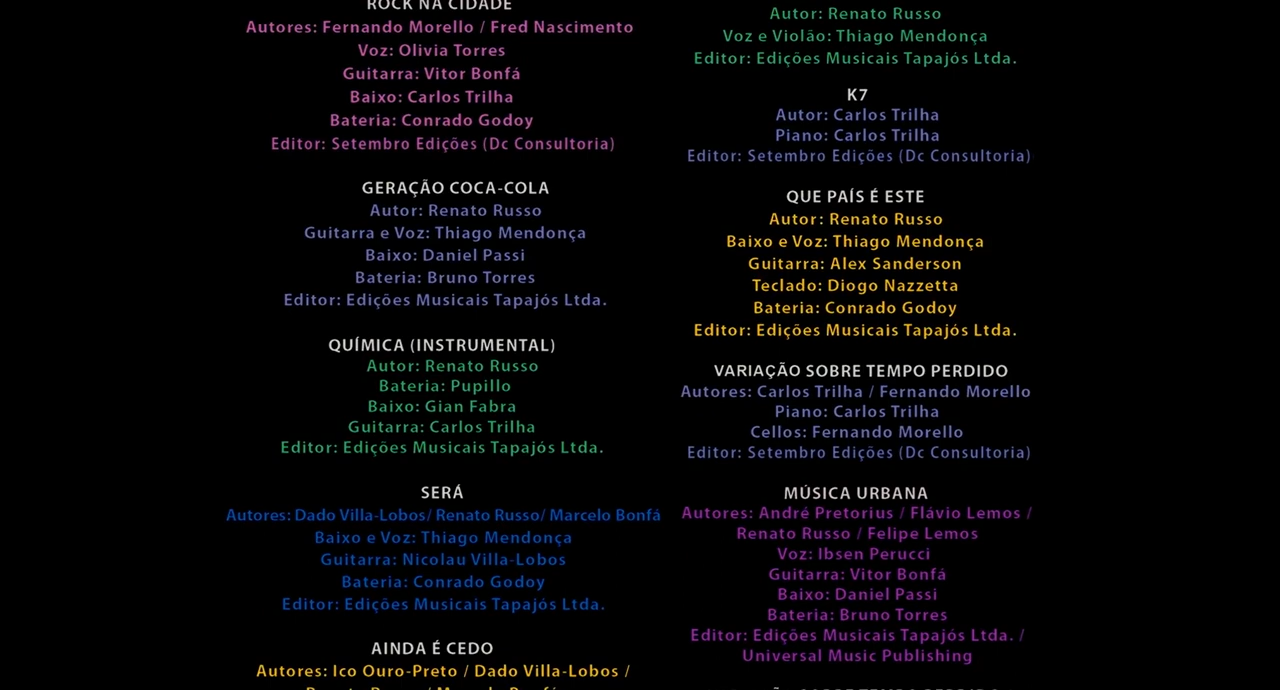 ROCK NA CIDADE
Autores: Fernando Morello / Fred Nascimento
Voz: Olivia Torres
Guitarra: Vitor Bonfá
Baixo: Carlos Trilha
Bateria: Conrado Godoy
Editor: Setembro Edições (Dc Consultoria)
GERAÇÃO COCA-COLA
Autor: Renato Russo
Guitarra e Voz: Thiago Mendonça
Baixo: Daniel Passi
Bateria: Bruno Torres
Editor: Edições Musicais Tapajós Ltda.
QUÍMICA (INSTRUMENTAL)
Autor: Renato Russo
Bateria: Pupillo
Baixo: Gian Fabra
Guitarra: Carlos Trilha
Editor: Edições Musicais Tapajós Ltda.
SERÁ
Autores: Dado Villa-Lobos/ Renato Russo/ Marcelo Bonfá
Baixo e Voz: Thiago Mendonça
Guitarra: Nicolau Villa-Lobos
Bateria: Conrado Godoy
Editor: Edições Musicais Tapajós Ltda.
AINDA É CEDO
Autores: Ico Ouro-Preto / Dado Villa-Lobos /
Renato Russo / Marcelo Bonfá
Autor: Renato Russo
Voz e Violão: Thiago Mendonça
Editor: Edições Musicais Tapajós Ltda.
K7
Autor: Carlos Trilha
Piano: Carlos Trilha
Editor: Setembro Edições (Dc Consultoria)
QUE PAÍS É ESTE
Autor: Renato Russo
Baixo e Voz: Thiago Mendonça
Guitarra: Alex Sanderson
Teclado: Diogo Nazzetta
Bateria: Conrado Godoy
Editor: Edições Musicais Tapajós Ltda.
VARIAÇÃO SOBRE TEMPO PERDIDO
Autores: Carlos Trilha / Fernando Morello
Piano: Carlos Trilha
Cellos: Fernando Morello
Editor: Setembro Edições (Dc Consultoria)
MÚSICA URBANA
Autores: André Pretorius / Flávio Lemos /
Renato Russo / Felipe Lemos
Voz: Ibsen Perucci
Guitarra: Vitor Bonfá
Baixo: Daniel Passi
Bateria: Bruno Torres
Editor: Edições Musicais Tapajós Ltda. /
Universal Music Publishing